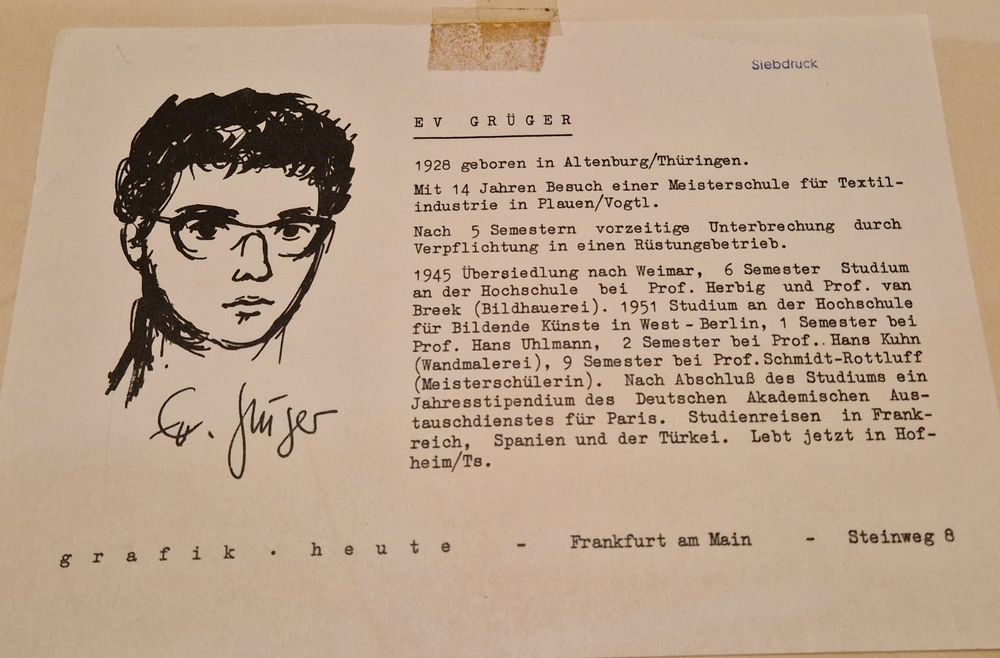 Siebdruck
EV GRÜGER
1928 geboren in Altenburg/Thüringen.
Mit 14 Jahren Besuch einer Meisterschule für Textil-
industrie in Plauen/Vogtl.
Nach 5 Semestern vorzeitige Unterbrechung durch
Verpflichtung in einen Rüstungsbetrieb.
1945 Übersiedlung nach Weimar, 6 Semester Studium
an der Hochschule bei Prof. Herbig und Prof. van
Breek (Bildhauerei). 1951 Studium an der Hochschule
für Bildende Künste in West-Berlin, 1 Semester bei
Prof. Hans Uhlmann, 2 Semester bei Prof.. Hans Kuhn
(Wandmalerei), 9 Semester bei Prof.Schmidt-Rottluff
(Meisterschülerin). Nach Abschluß des Studiums ein
Jahresstipendium des Deutschen Akademischen Aus-
tauschdienstes für Paris. Studienreisen in Frank-
reich, Spanien und der Türkei. Lebt jetzt in Hof-
heim/Ts.
Ev. Grüger
grafik.heute - Frankfurt am Main - Steinweg 8